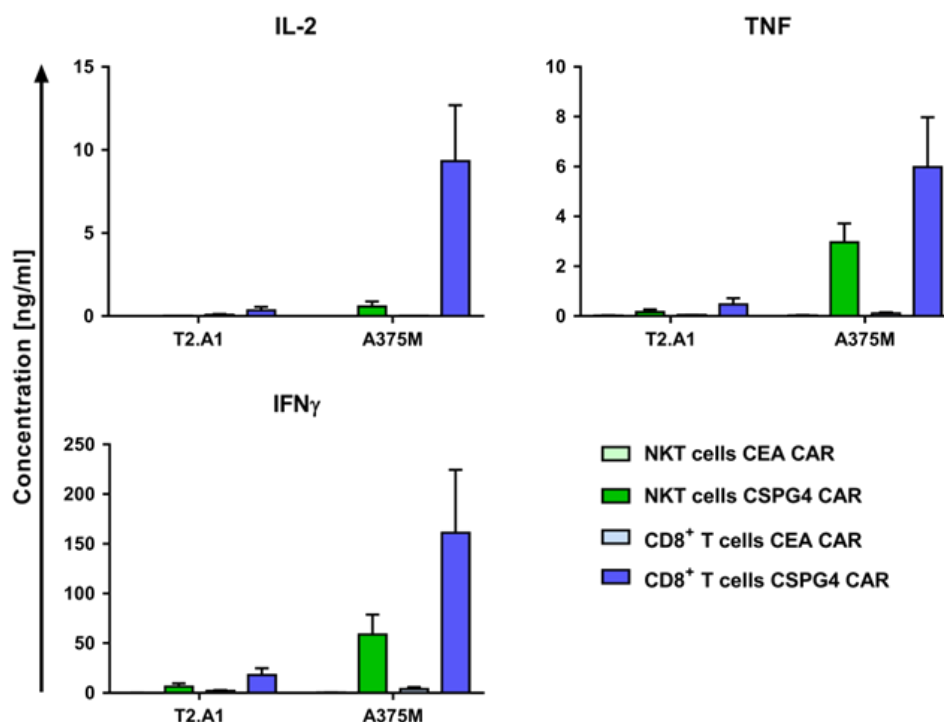 IL-2
15
10
5
0
T2.A1 A375M
TNF
10
8
6
4
2
0
T2.A1 A375M
Concentration [ng/ml]
IFNγ
250
200
150
100
50
0
T2.A1 A375M
NKT cells CEA CAR
NKT cells CSPG4 CAR
CD8⁺ T cells CEA CAR
CD8⁺ T cells CSPG4 CAR